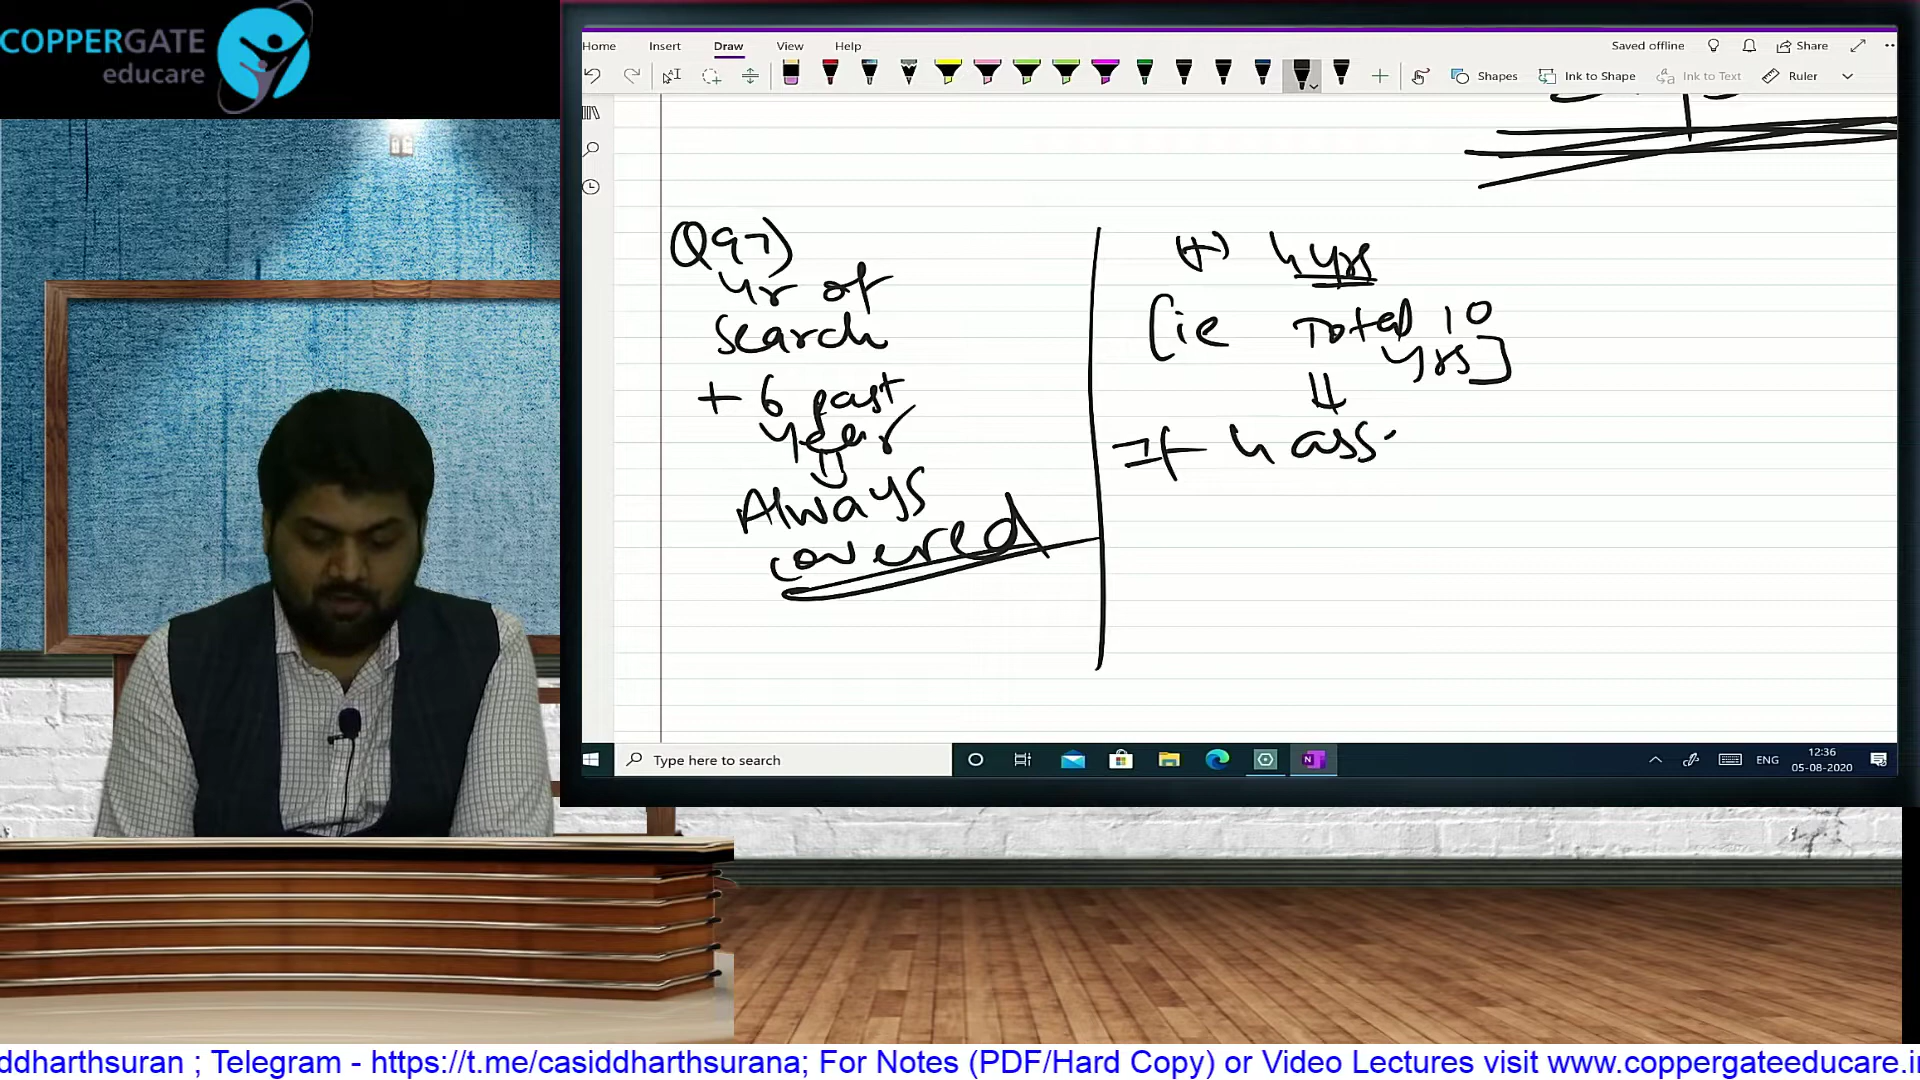 COPPERGATE
educare
Home Insert Draw View Help
Saved offline Share
Shapes Ink to Shape Ink to Text Ruler
Q97)
Yr of
Search
+ 6 past
year
Always
covered
(+) 4 yrs
[ie Total 10
yrs]
If 4 ass.
Type here to search
ENG
12:36
05-08-2020
ddharthsuran ; Telegram - https://t.me/casiddharthsurana; For Notes (PDF/Hard Copy) or Video Lectures visit www.coppergateeducare.i